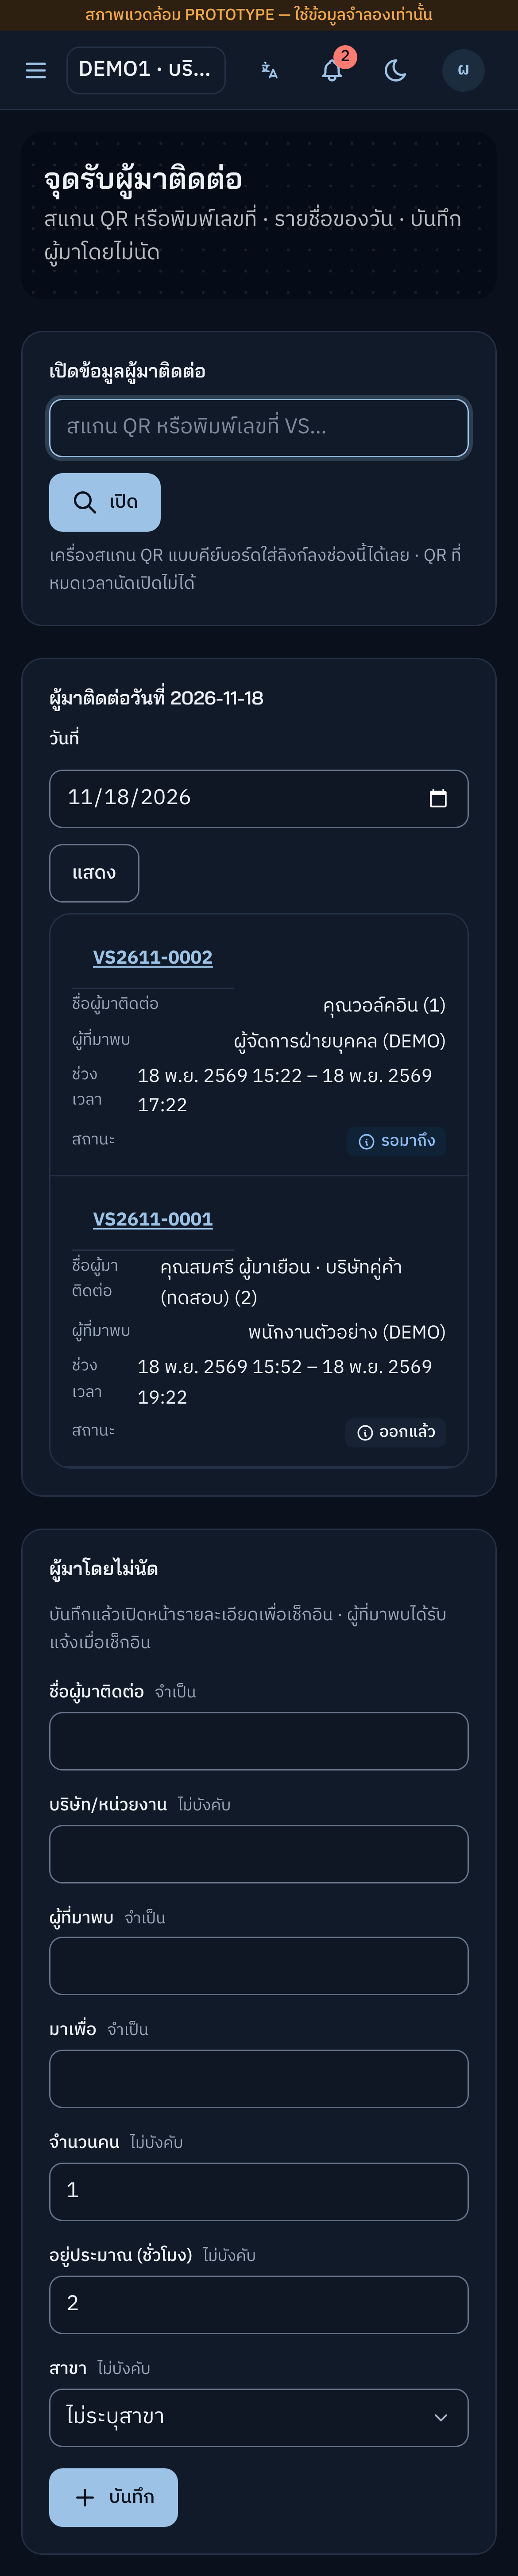 สภาพแวดล้อม PROTOTYPE — ใช้ข้อมูลจำลองเท่านั้น
DEMO1 · บริ...
2
ผ
จุดรับผู้มาติดต่อ
สแกน QR หรือพิมพ์เลขที่ · รายชื่อของวัน · บันทึก
ผู้มาโดยไม่นัด
เปิดข้อมูลผู้มาติดต่อ
สแกน QR หรือพิมพ์เลขที่ VS...
เปิด
เครื่องสแกน QR แบบคีย์บอร์ดใส่ลิงก์ลงช่องนี้ได้เลย · QR ที่
หมดเวลานัดเปิดไม่ได้
ผู้มาติดต่อวันที่ 2026-11-18
วันที่
11/18/2026
แสดง
VS2611-0002
ชื่อผู้มาติดต่อ คุณวอล์คอิน (1)
ผู้ที่มาพบ ผู้จัดการฝ่ายบุคคล (DEMO)
ช่วง 18 พ.ย. 2569 15:22 – 18 พ.ย. 2569
เวลา 17:22
สถานะ รอมาถึง
VS2611-0001
ชื่อผู้มา คุณสมศรี ผู้มาเยือน · บริษัทคู่ค้า
ติดต่อ (ทดสอบ) (2)
ผู้ที่มาพบ พนักงานตัวอย่าง (DEMO)
ช่วง 18 พ.ย. 2569 15:52 – 18 พ.ย. 2569
เวลา 19:22
สถานะ ออกแล้ว
ผู้มาโดยไม่นัด
บันทึกแล้วเปิดหน้ารายละเอียดเพื่อเช็กอิน · ผู้ที่มาพบได้รับ
แจ้งเมื่อเช็กอิน
ชื่อผู้มาติดต่อ จำเป็น
บริษัท/หน่วยงาน ไม่บังคับ
ผู้ที่มาพบ จำเป็น
มาเพื่อ จำเป็น
จำนวนคน ไม่บังคับ
1
อยู่ประมาณ (ชั่วโมง) ไม่บังคับ
2
สาขา ไม่บังคับ
ไม่ระบุสาขา
บันทึก